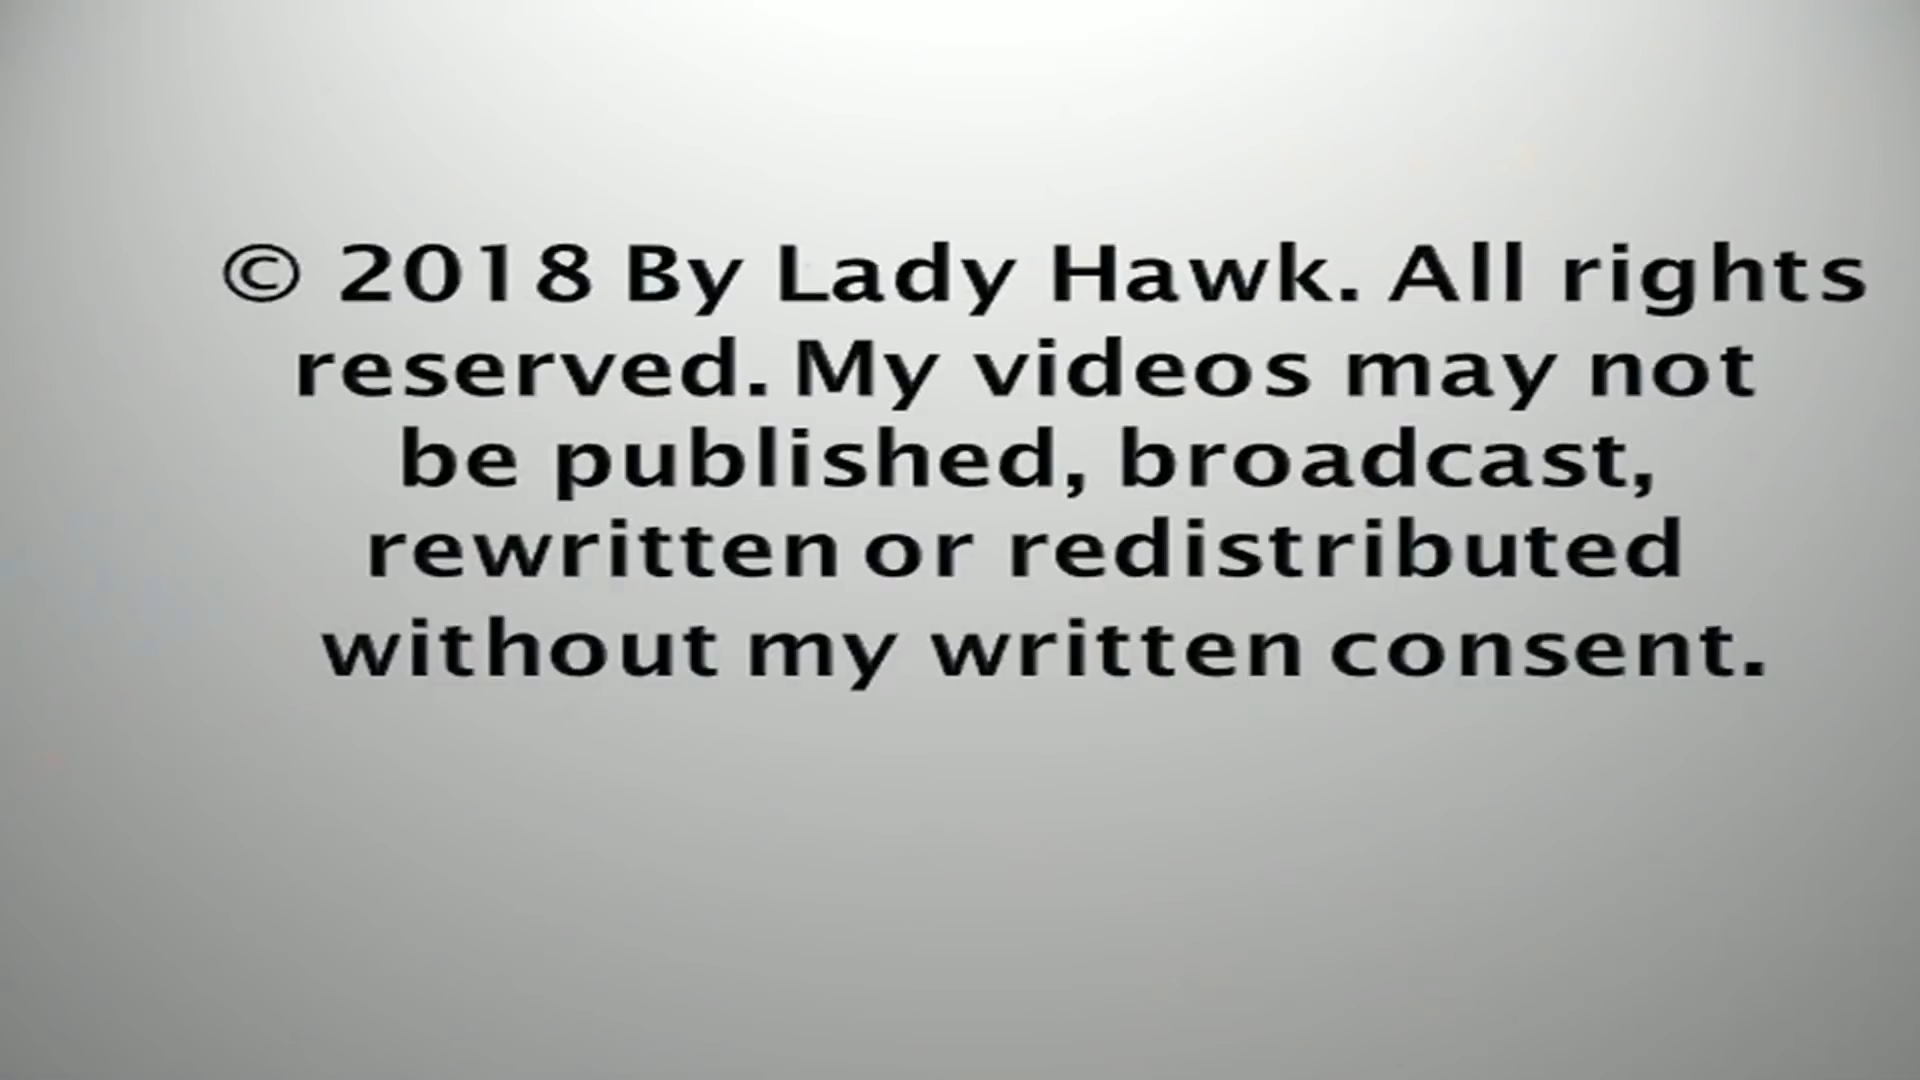 © 2018 By Lady Hawk. All rights
reserved. My videos may not
be published, broadcast,
rewritten or redistributed
without my written consent.